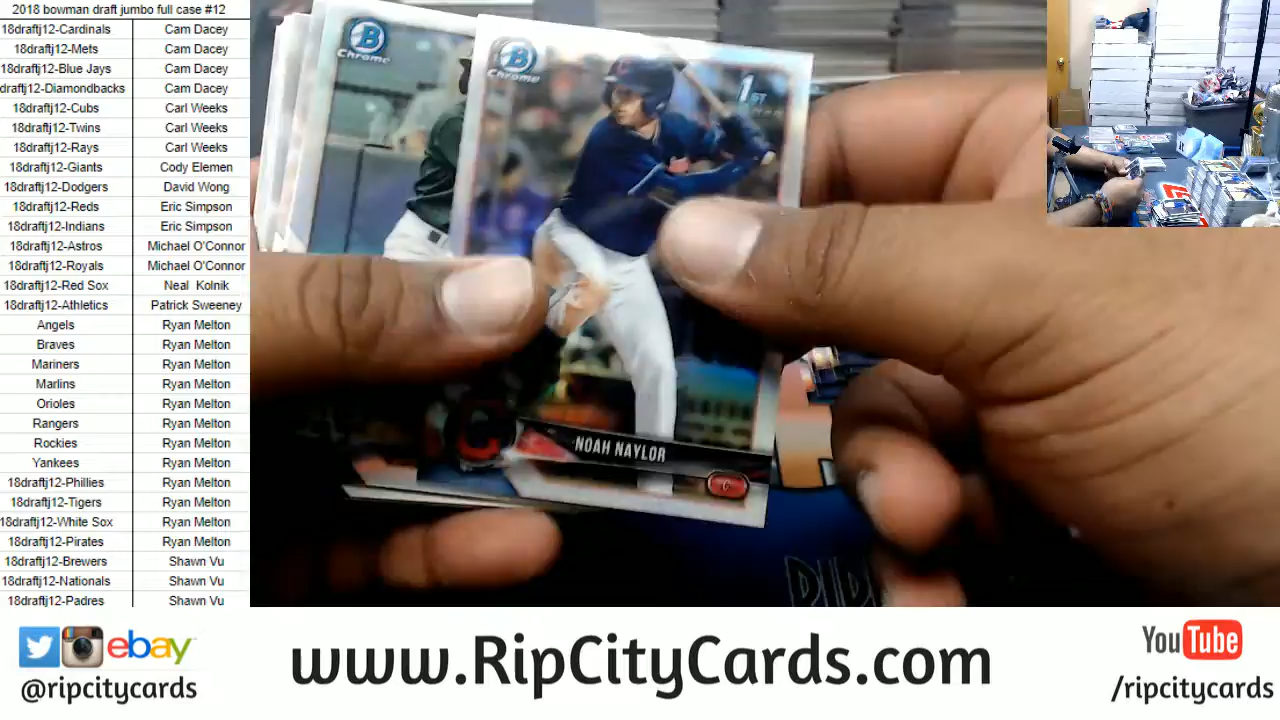 2018 bowman draft jumbo full case #12
18draftj12-Cardinals Cam Dacey
18draftj12-Mets Cam Dacey
18draftj12-Blue Jays Cam Dacey
draftj12-Diamondbacks Cam Dacey
18draftj12-Cubs Carl Weeks
18draftj12-Twins Carl Weeks
18draftj12-Rays Carl Weeks
18draftj12-Giants Cody Elemen
18draftj12-Dodgers David Wong
18draftj12-Reds Eric Simpson
18draftj12-Indians Eric Simpson
18draftj12-Astros Michael O'Connor
18draftj12-Royals Michael O'Connor
18draftj12-Red Sox Neal Kolnik
18draftj12-Athletics Patrick Sweeney
Angels Ryan Melton
Braves Ryan Melton
Mariners Ryan Melton
Marlins Ryan Melton
Orioles Ryan Melton
Rangers Ryan Melton
Rockies Ryan Melton
Yankees Ryan Melton
18draftj12-Phillies Ryan Melton
18draftj12-Tigers Ryan Melton
18draftj12-White Sox Ryan Melton
18draftj12-Pirates Ryan Melton
18draftj12-Brewers Shawn Vu
18draftj12-Nationals Shawn Vu
18draftj12-Padres Shawn Vu
B
Chrome
B
Chrome
1ST
C
NOAH NAYLOR
C
ebay
@ripcitycards
www.RipCityCards.com
YouTube
/ripcitycards